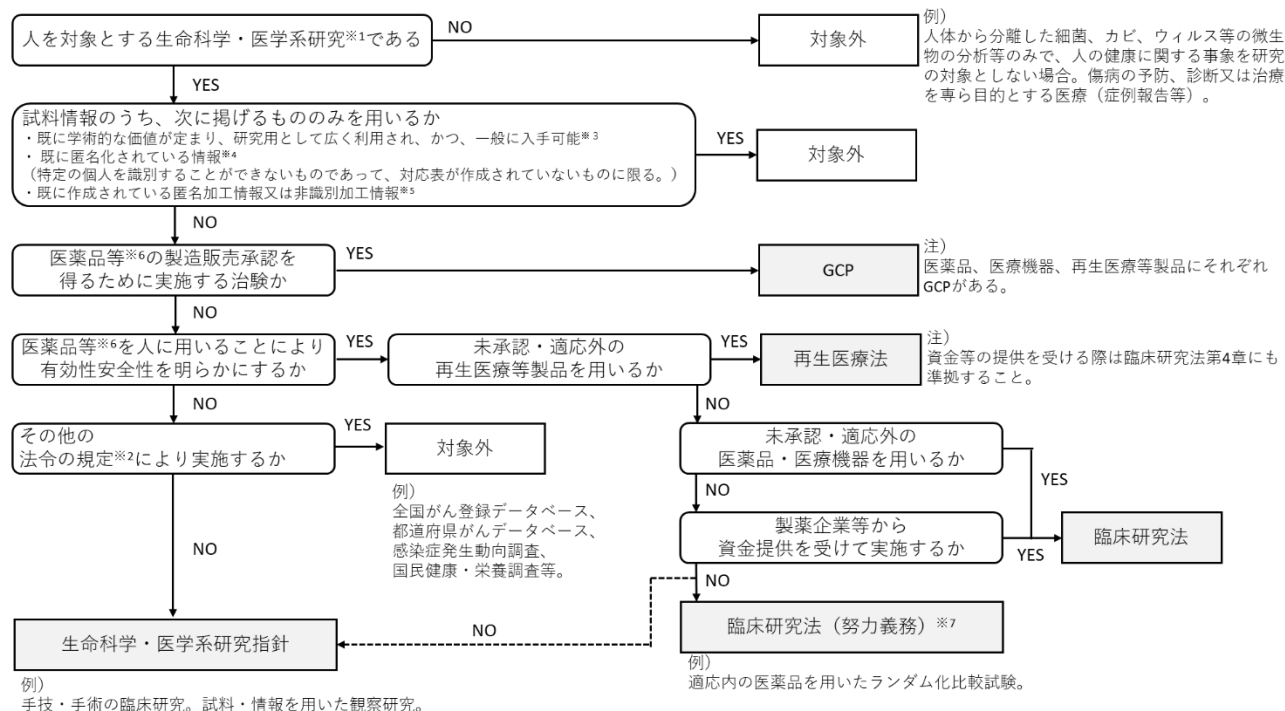 人を対象とする生命科学・医学系研究※1である
NO
対象外
例）
人体から分離した細菌、カビ、ウィルス等の微生
物の分析等のみで、人の健康に関する事象を研究
の対象としない場合。傷病の予防、診断又は治療
を専ら目的とする医療（症例報告等）。
YES
試料情報のうち、次に掲げるもののみを用いるか
・既に学術的な価値が定まり、研究用として広く利用され、かつ、一般に入手可能※3
・ 既に匿名化されている情報※4
（特定の個人を識別することができないものであって、対応表が作成されていないものに限る。）
・既に作成されている匿名加工情報又は非識別加工情報※5
YES
対象外
NO
医薬品等※6の製造販売承認を
得るために実施する治験か
YES
GCP
注）
医薬品、医療機器、再生医療等製品にそれぞれ
GCPがある。
NO
医薬品等※6を人に用いることにより
有効性安全性を明らかにするか
YES
未承認・適応外の
再生医療等製品を用いるか
YES
再生医療法
注）
資金等の提供を受ける際は臨床研究法第4章にも
準拠すること。
NO
NO
その他の
法令の規定※2により実施するか
YES
対象外
例）
全国がん登録データベース、
都道府県がんデータベース、
感染症発生動向調査、
国民健康・栄養調査等。
未承認・適応外の
医薬品・医療機器を用いるか
YES
NO
製薬企業等から
資金提供を受けて実施するか
YES
臨床研究法
NO
NO
NO
生命科学・医学系研究指針
例）
手技・手術の臨床研究。試料・情報を用いた観察研究。
臨床研究法（努力義務）※7
例）
適応内の医薬品を用いたランダム化比較試験。